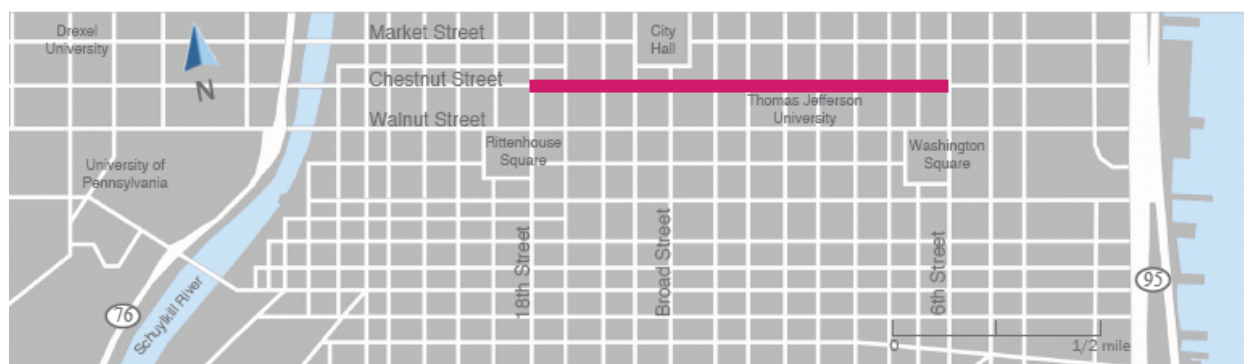 Drexel
University
N
Market Street
City
Hall
Chestnut Street
Thomas Jefferson
University
Walnut Street
Rittenhouse
Square
Washington
Square
University of
Pennsylvania
18th Street
Broad Street
6th Street
Schuylkill River
76
95
0
1/2 mile